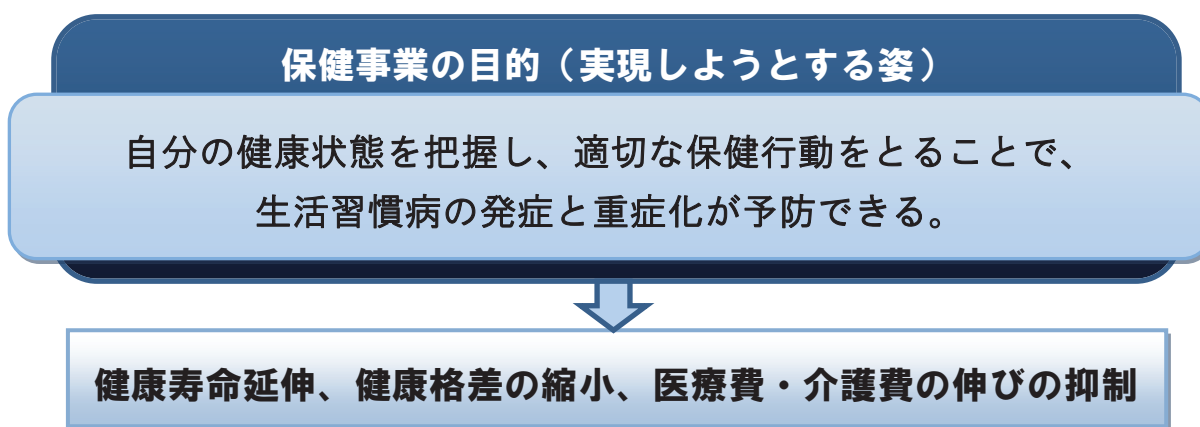 保健事業の目的（実現しようとする姿）
自分の健康状態を把握し、適切な保健行動をとることで、
生活習慣病の発症と重症化が予防できる。
健康寿命延伸、健康格差の縮小、医療費・介護費の伸びの抑制